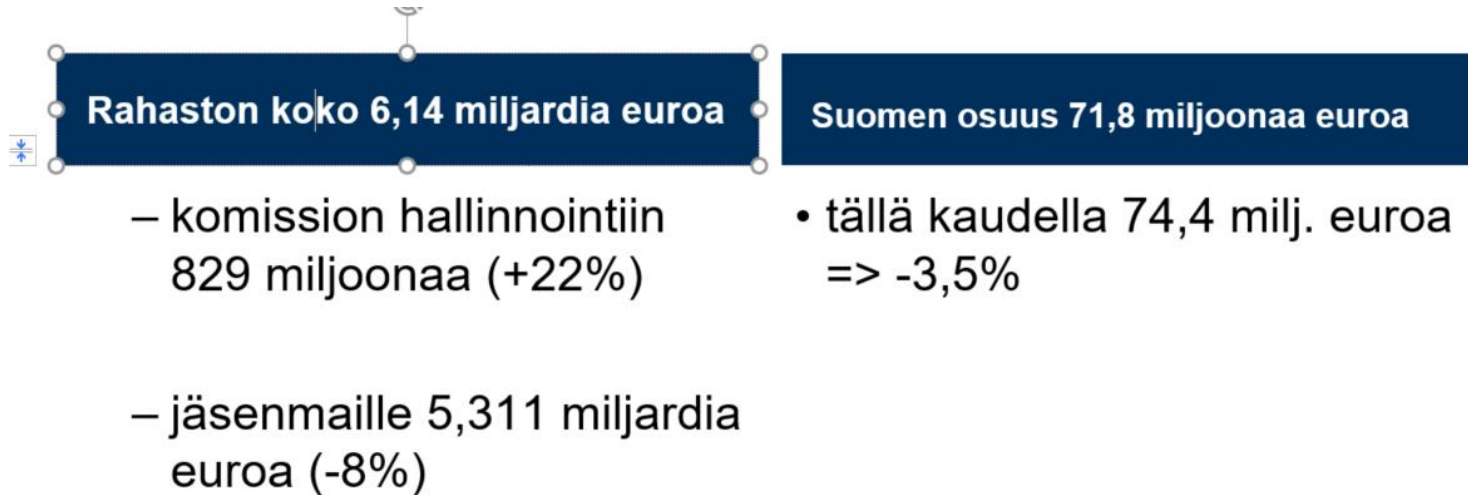 Rahaston koko 6,14 miljardia euroa
Suomen osuus 71,8 miljoonaa euroa
– komission hallinnointiin
829 miljoonaa (+22%)
– jäsenmaille 5,311 miljardia
euroa (-8%)
• tällä kaudella 74,4 milj. euroa
=> -3,5%